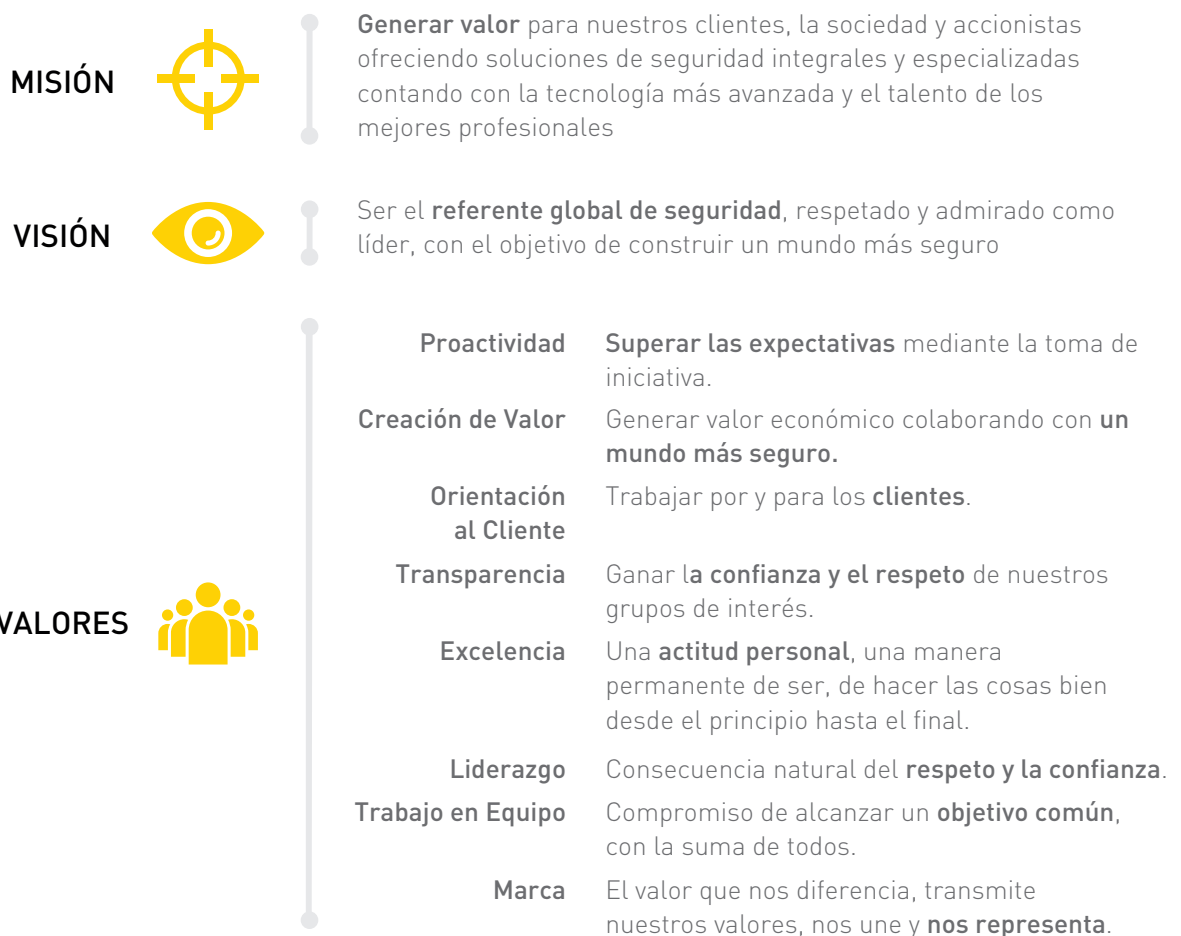 MISIÓN
Generar valor para nuestros clientes, la sociedad y accionistas
ofreciendo soluciones de seguridad integrales y especializadas
contando con la tecnología más avanzada y el talento de los
mejores profesionales
VISIÓN
Ser el referente global de seguridad, respetado y admirado como
líder, con el objetivo de construir un mundo más seguro
VALORES
Proactividad
Superar las expectativas mediante la toma de
iniciativa.
Creación de Valor
Generar valor económico colaborando con un
mundo más seguro.
Orientación
al Cliente
Trabajar por y para los clientes.
Transparencia
Ganar la confianza y el respeto de nuestros
grupos de interés.
Excelencia
Una actitud personal, una manera
permanente de ser, de hacer las cosas bien
desde el principio hasta el final.
Liderazgo
Consecuencia natural del respeto y la confianza.
Trabajo en Equipo
Compromiso de alcanzar un objetivo común,
con la suma de todos.
Marca
El valor que nos diferencia, transmite
nuestros valores, nos une y nos representa.